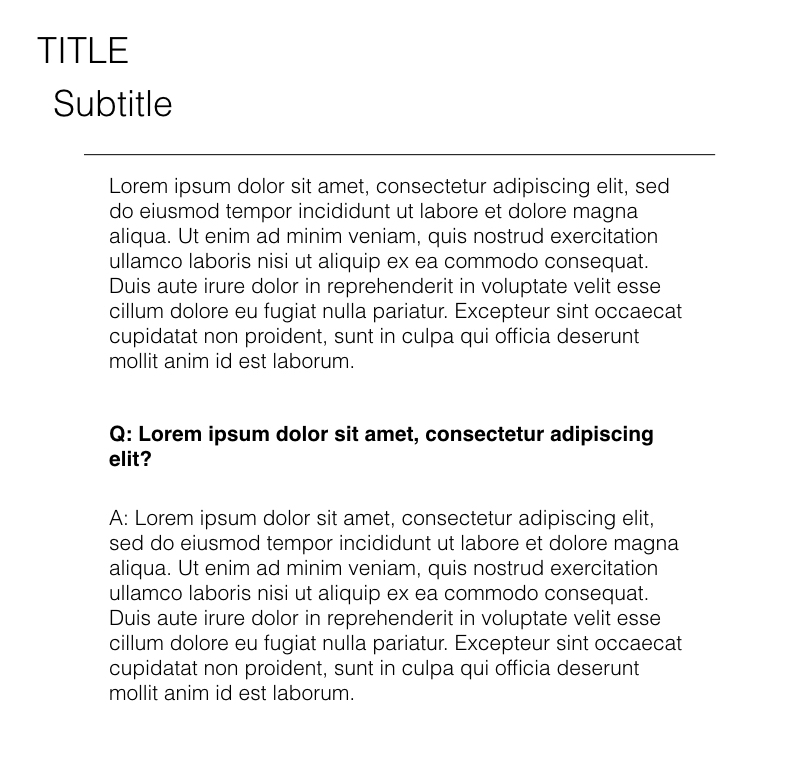 TITLE
Subtitle
Lorem ipsum dolor sit amet, consectetur adipiscing elit, sed
do eiusmod tempor incididunt ut labore et dolore magna
aliqua. Ut enim ad minim veniam, quis nostrud exercitation
ullamco laboris nisi ut aliquip ex ea commodo consequat.
Duis aute irure dolor in reprehenderit in voluptate velit esse
cillum dolore eu fugiat nulla pariatur. Excepteur sint occaecat
cupidatat non proident, sunt in culpa qui officia deserunt
mollit anim id est laborum.
Q: Lorem ipsum dolor sit amet, consectetur adipiscing
elit?
A: Lorem ipsum dolor sit amet, consectetur adipiscing elit,
sed do eiusmod tempor incididunt ut labore et dolore magna
aliqua. Ut enim ad minim veniam, quis nostrud exercitation
ullamco laboris nisi ut aliquip ex ea commodo consequat.
Duis aute irure dolor in reprehenderit in voluptate velit esse
cillum dolore eu fugiat nulla pariatur. Excepteur sint occaecat
cupidatat non proident, sunt in culpa qui officia deserunt
mollit anim id est laborum.